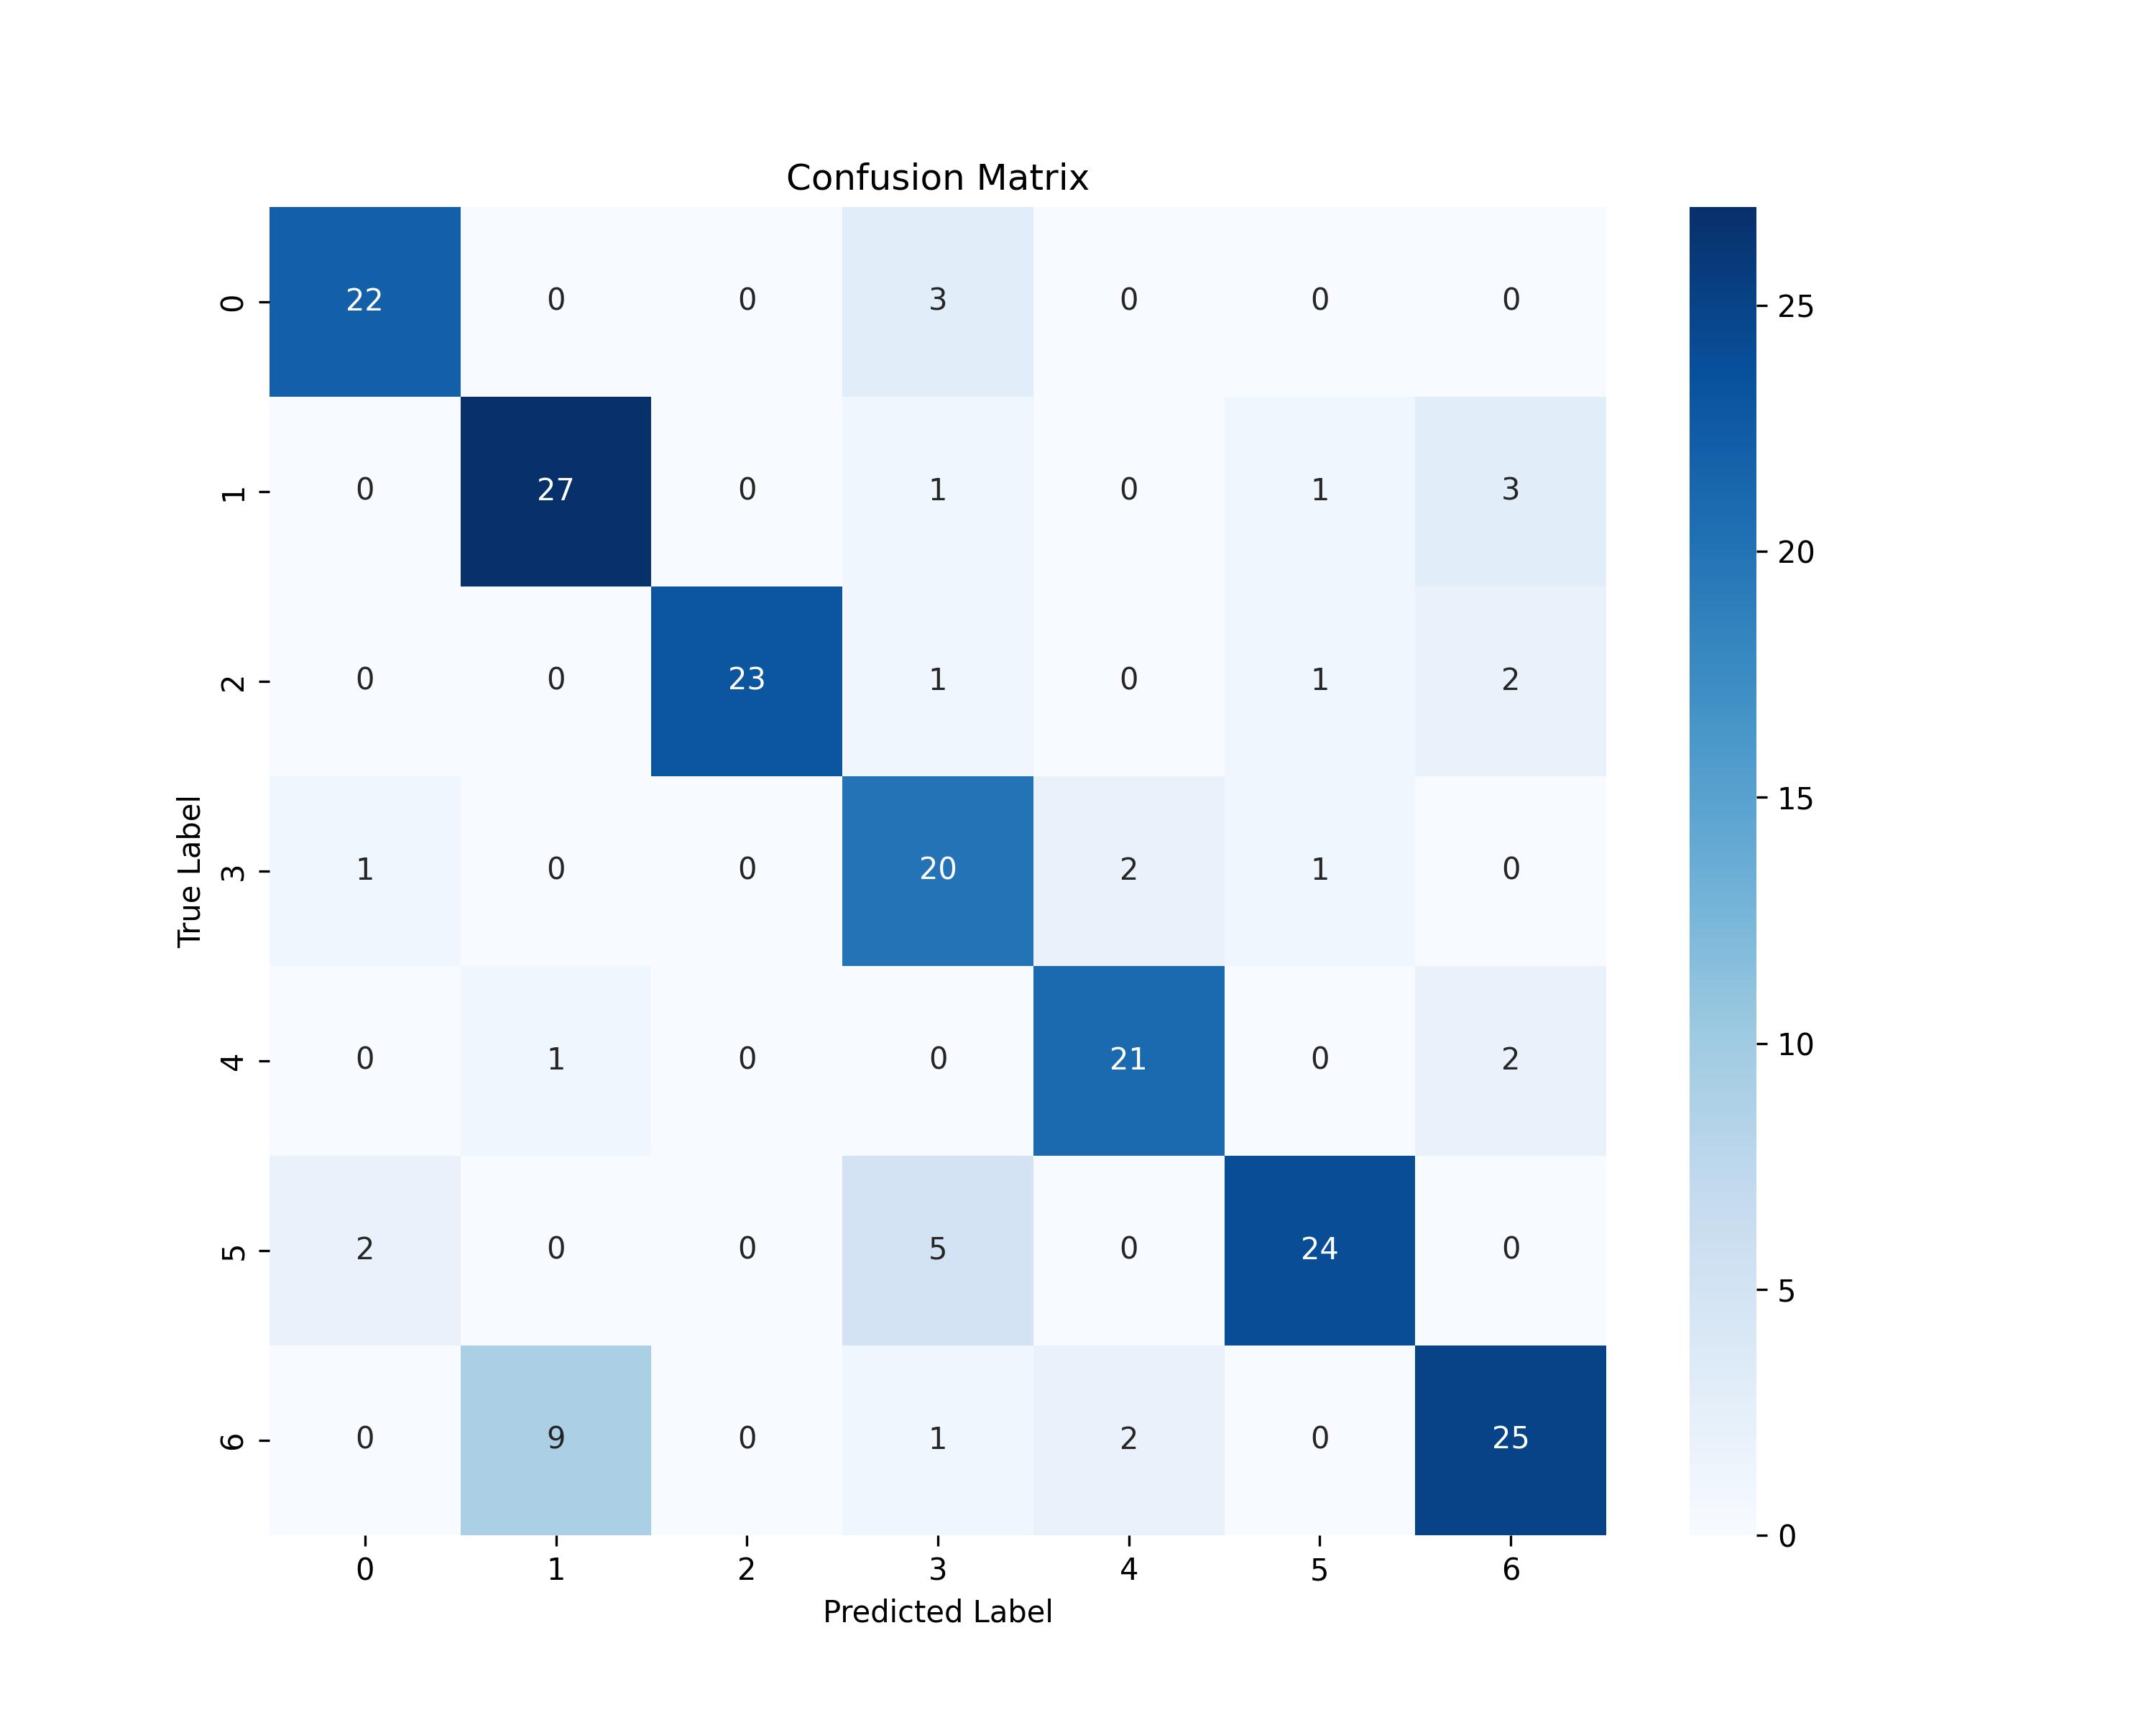 Confusion Matrix
True Label
0 22 0 0 3 0 0 0
1 0 27 0 1 0 1 3
2 0 0 23 1 0 1 2
3 1 0 0 20 2 1 0
4 0 1 0 0 21 0 2
5 2 0 0 5 0 24 0
6 0 9 0 1 2 0 25
0 1 2 3 4 5 6
Predicted Label
25
20
15
10
5
0